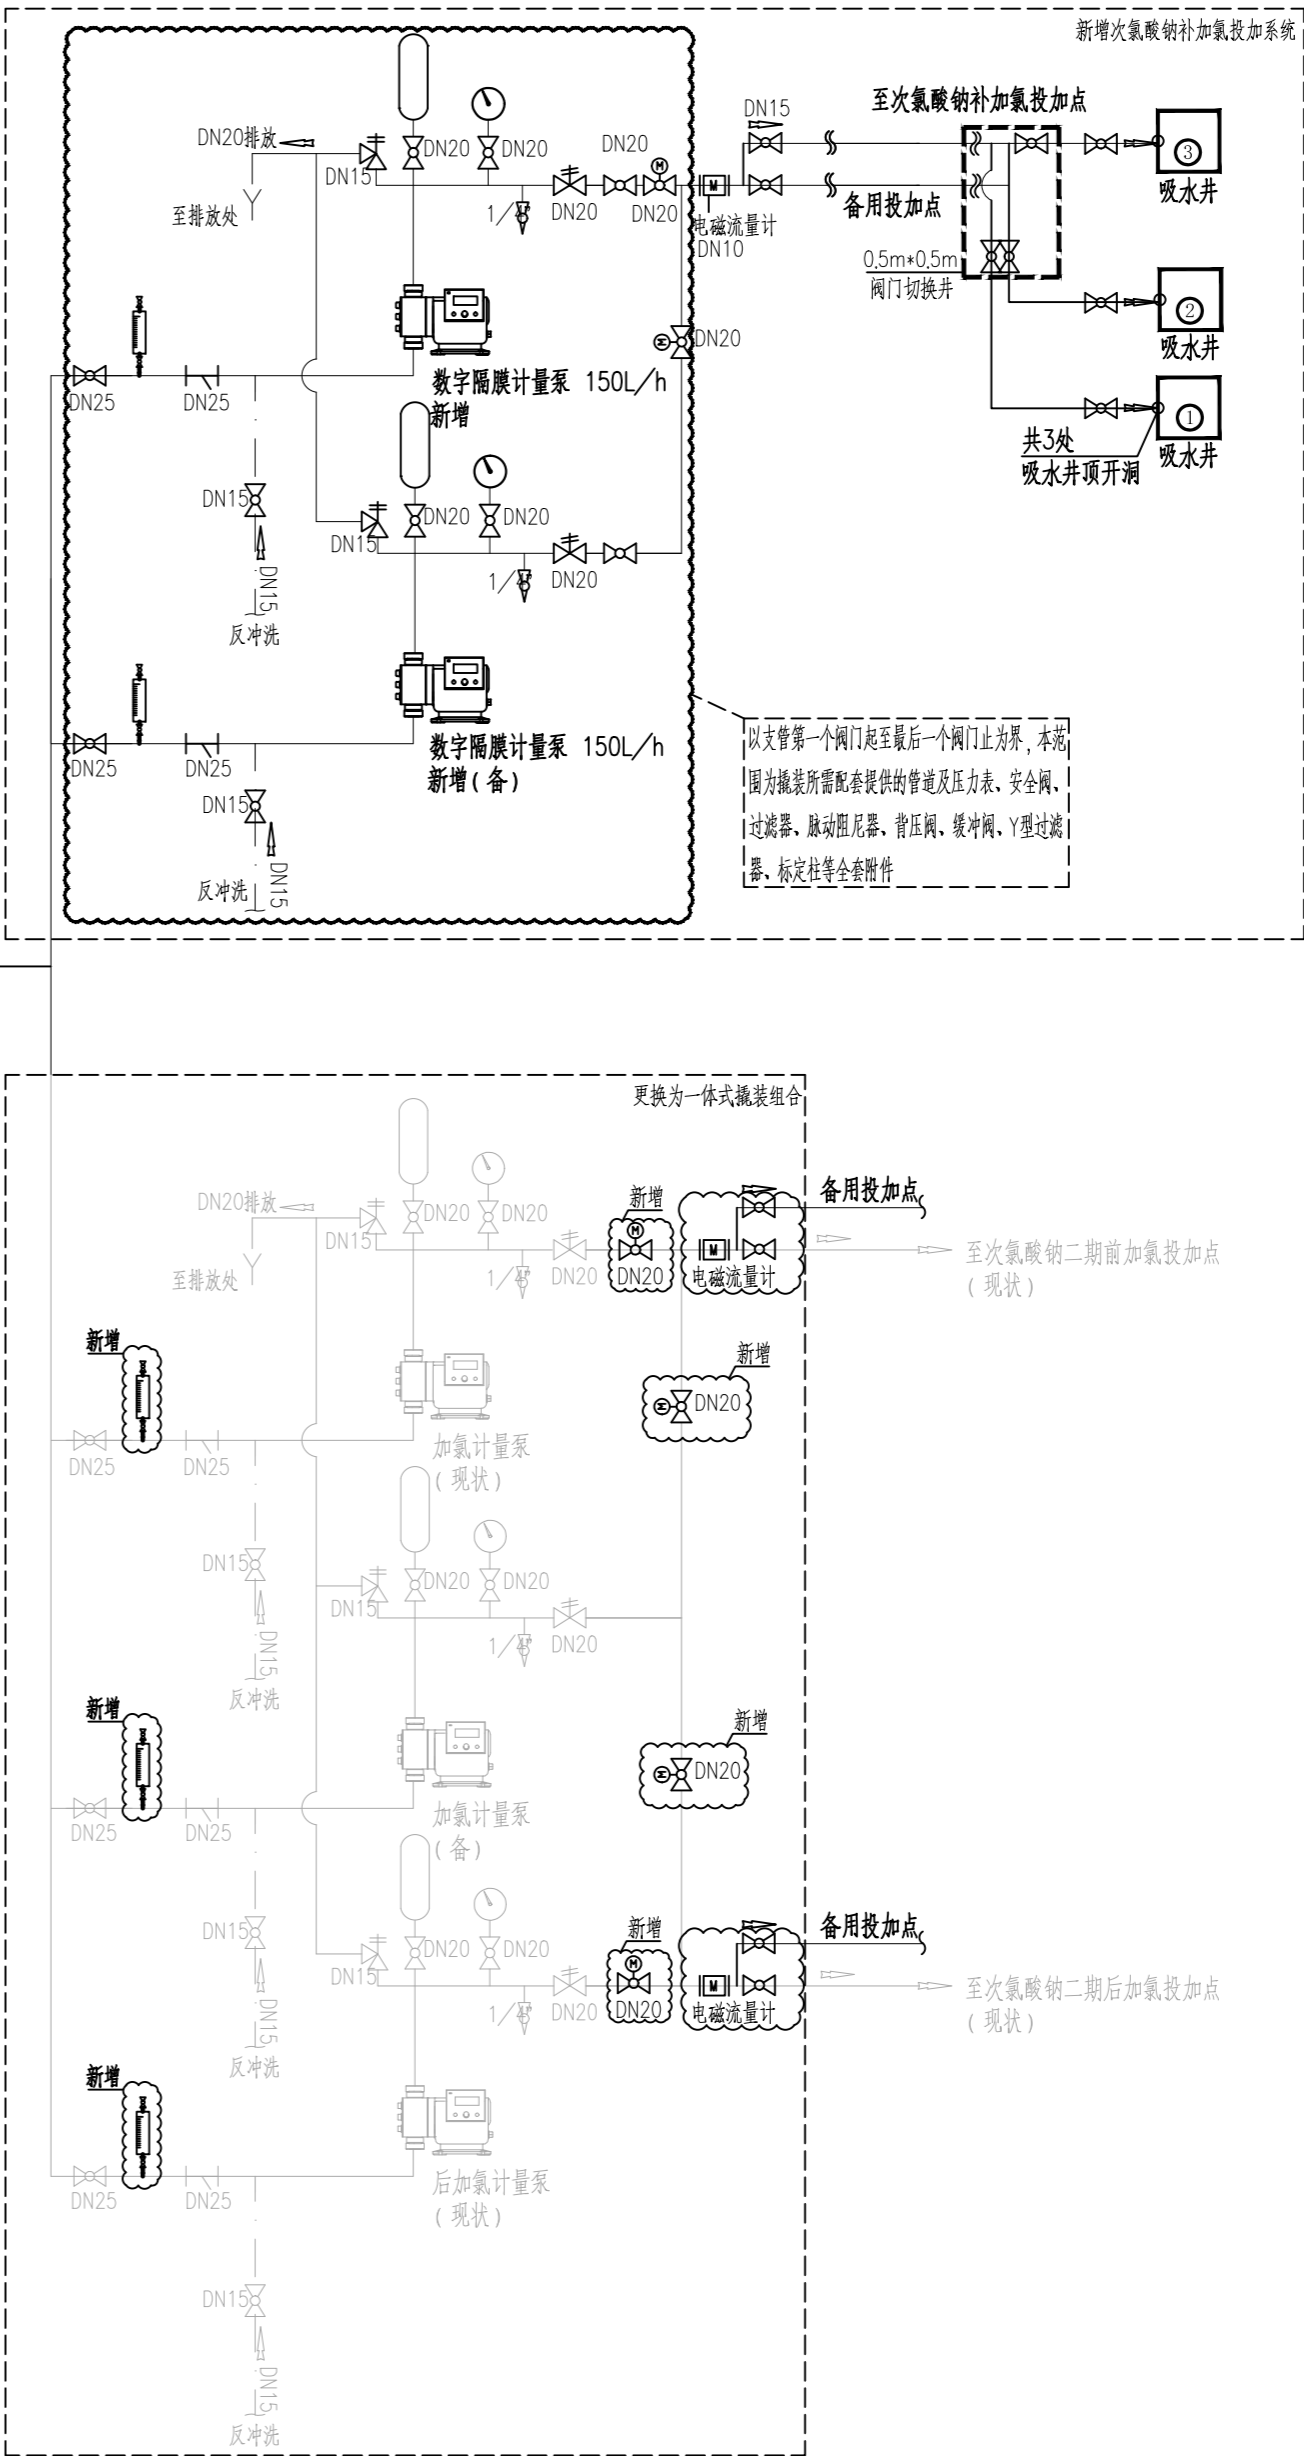 新增次氯酸钠补加氯投加系统
至次氯酸钠补加氯投加点
DN15
DN20排放
DN15
DN20
DN20
DN20
③
吸水井
至排放处
1/4"
DN20
DN20
电磁流量计
DN10
备用投加点
0.5m*0.5m
阀门切换井
②
吸水井
DN20
DN25
DN25
数字隔膜计量泵 150L/h
新增
①
吸水井
共3处
吸水井顶开洞
DN15
DN15
反冲洗
DN15
DN20
DN20
1/4"
DN20
DN25
DN25
数字隔膜计量泵 150L/h
新增(备)
DN15
DN15
反冲洗
以支管第一个阀门起至最后一个阀门止为界,本范
围为撬装所需配套提供的管道及压力表、安全阀、
过滤器、脉动阻尼器、背压阀、缓冲阀、Y型过滤
器、标定柱等全套附件
更换为一体式撬装组合
DN20排放
DN15
DN20
DN20
新增
M
DN20
备用投加点
至排放处
1/4"
DN20
电磁流量计
至次氯酸钠二期前加氯投加点
(现状)
新增
DN25
DN25
加氯计量泵
(现状)
新增
DN20
DN15
DN15
反冲洗
DN15
DN20
DN20
1/4"
DN20
新增
DN25
DN25
加氯计量泵
(备)
新增
DN20
DN15
DN15
反冲洗
DN15
DN20
DN20
1/4"
DN20
新增
M
DN20
电磁流量计
备用投加点
至次氯酸钠二期后加氯投加点
(现状)
新增
DN25
DN25
后加氯计量泵
(现状)
DN15
DN15
反冲洗